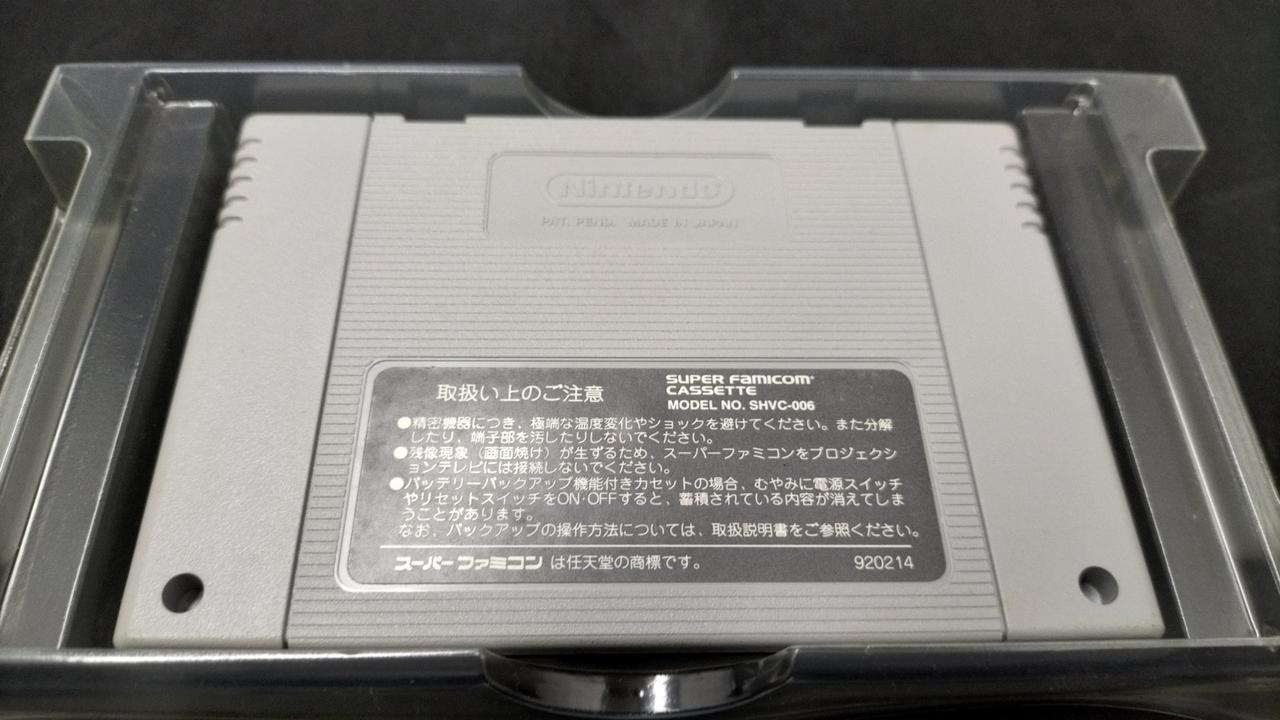 Nintendo
PAT. PEND. MADE IN JAPAN
取扱い上のご注意
SUPER FAMICOM
CASSETTE
MODEL NO. SHVC-006
●精密機器につき、極端な温度変化やショックを避けてください。また分解
したり、端子部を汚したりしないでください。
●残像現象（画面焼け）が生ずるため、スーパーファミコンをプロジェクシ
ョンテレビには接続しないでください。
●バッテリーバックアップ機能付きカセットの場合、むやみに電源スイッチ
やリセットスイッチをON·OFFすると、蓄積されている内容が消えてしま
うことがあります。
なお、バックアップの操作方法については、取扱説明書をご参照ください。
スーパーファミコン は任天堂の商標です。 920214